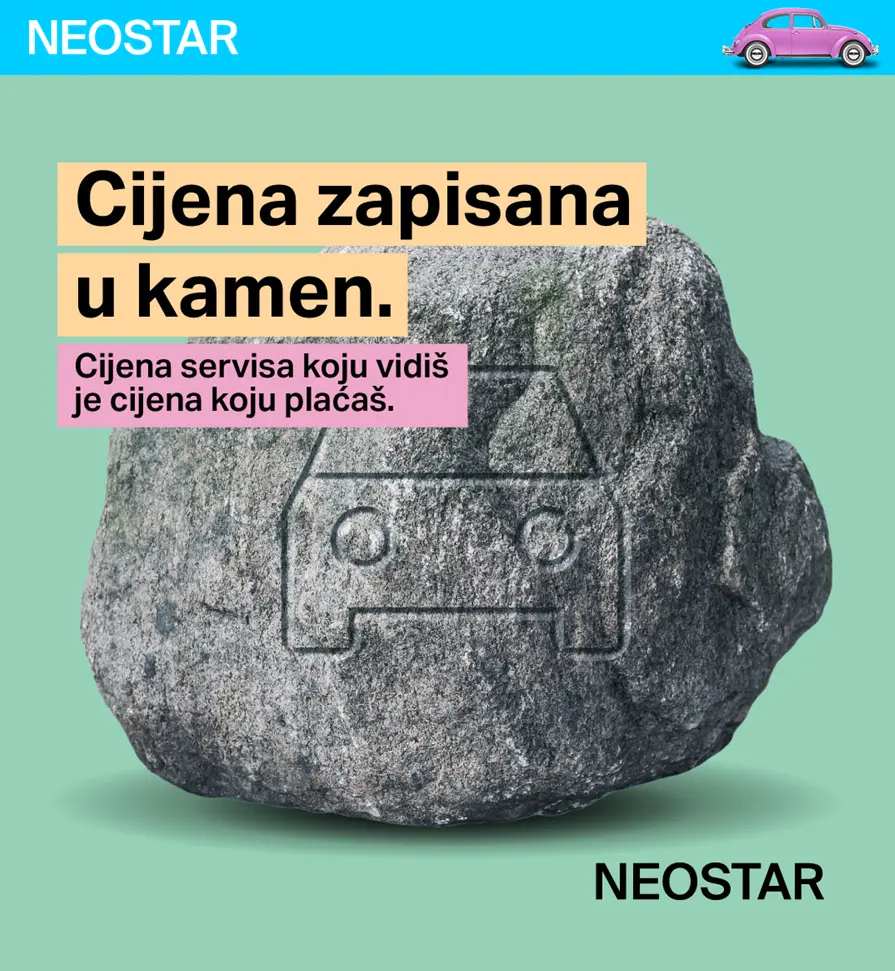 NEOSTAR
Cijena zapisana
u kamen.
Cijena servisa koju vidiš
je cijena koju plaćaš.
NEOSTAR